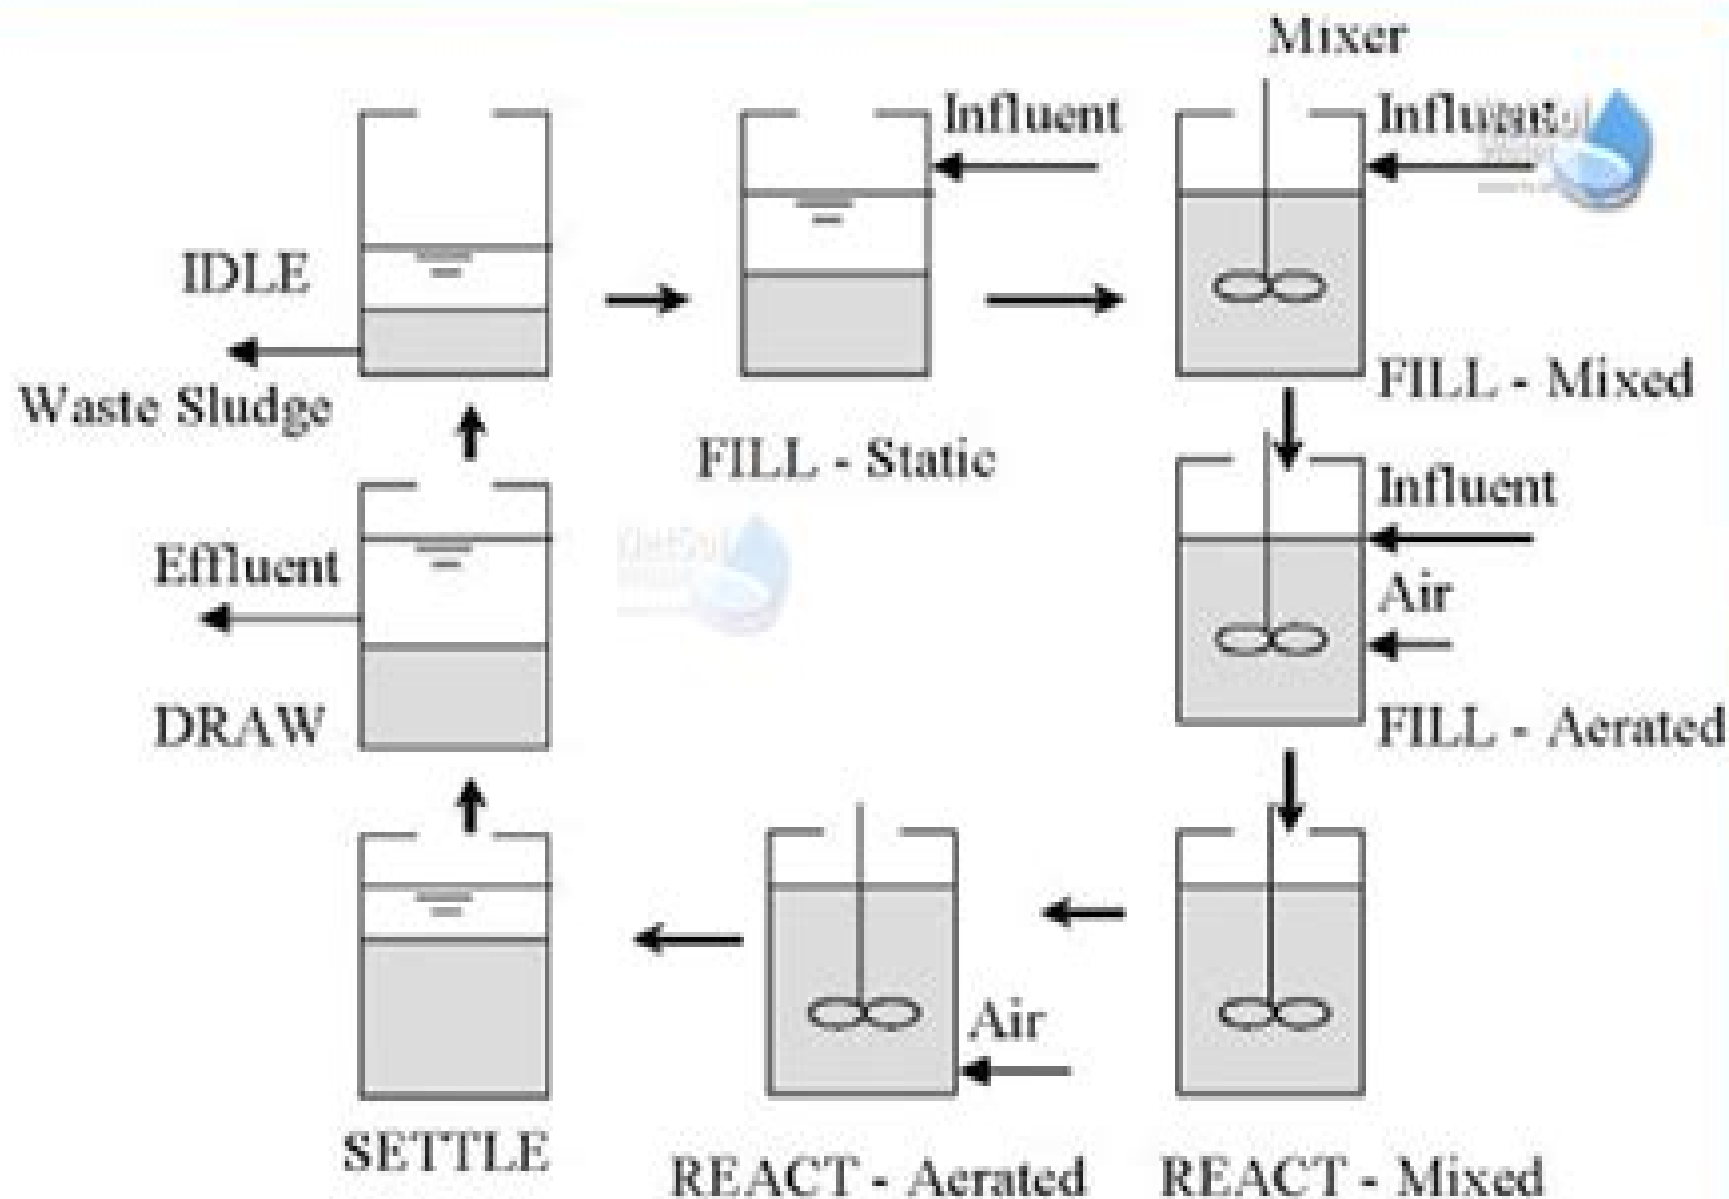 Mixer
Influent
Influent
IDLE
Waste Sludge
FILL - Mixed
FILL - Static
Influent
Effluent
Air
DRAW
FILL - Aerated
Air
SETTLE
REACT - Aerated
REACT - Mixed